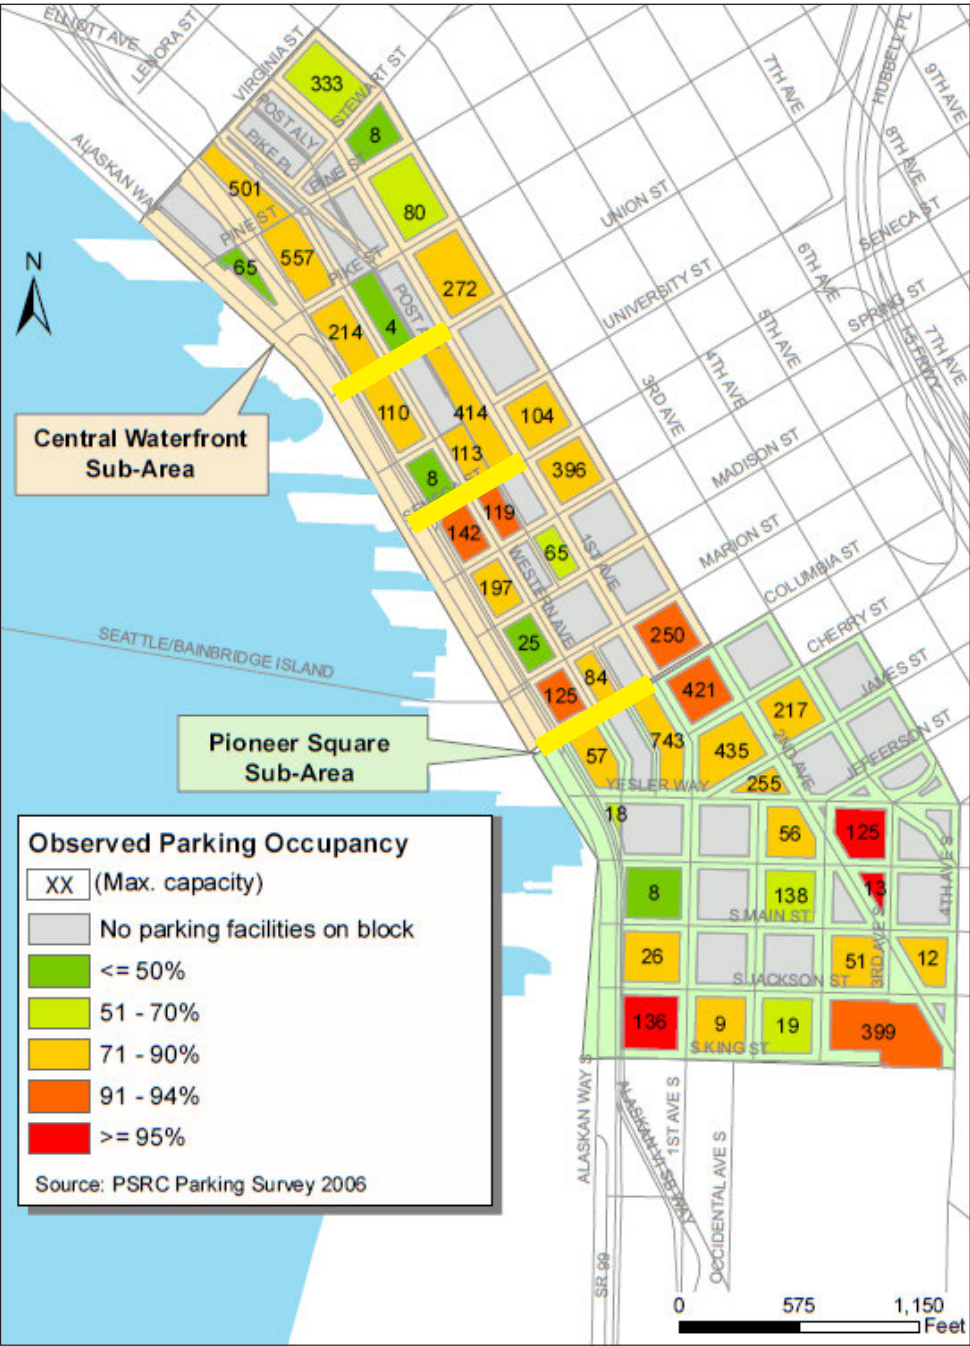 ELLIOTT AVE
LENORA ST
VIRGINIA ST
STEWART ST
7TH AVE
HUBBELL PL
9TH AVE
333
POST ALY
PIKE PL
8
PINE ST
8TH AVE
ALASKAN WA
501
80
UNION ST
SENECA ST
PINE ST
557
PIKE ST
65
N
272
UNIVERSITY ST
6TH AVE
SPRING ST
POST A
4
214
5TH AVE
I-5 FRWY
7TH AVE
4TH AVE
3RD AVE
110
414
104
Central Waterfront
Sub-Area
113
396
MADISON ST
8
SENECA ST
119
142
65
1ST AVE
MARION ST
WESTERN AVE
197
COLUMBIA ST
25
250
CHERRY ST
SEATTLE/BAINBRIDGE ISLAND
84
JAMES ST
125
421
217
Pioneer Square
Sub-Area
57
743
435
2ND AVE
JEFFERSON ST
YESLER WAY
255
18
56
125
4TH AVE S
8
138
13
S MAIN ST
3RD AVE S
26
51
12
S JACKSON ST
136
9
19
399
S KING ST
Observed Parking Occupancy
XX (Max. capacity)
No parking facilities on block
<= 50%
51 - 70%
71 - 90%
91 - 94%
>= 95%
Source: PSRC Parking Survey 2006
ALASKAN WAY S
1ST AVE S
OCCIDENTAL AVE S
SR 99
0 575 1,150
Feet